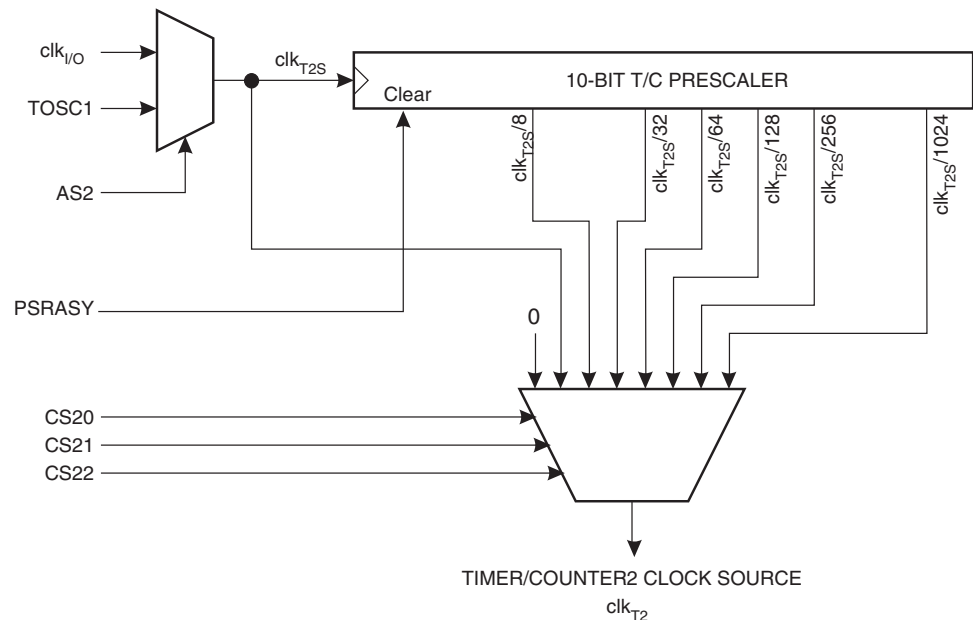 clkI/O
clkT2S
10-BIT T/C PRESCALER
TOSC1
Clear
clkT2S/8
clkT2S/32
clkT2S/64
clkT2S/128
clkT2S/256
clkT2S/1024
AS2
PSRASY
0
CS20
CS21
CS22
TIMER/COUNTER2 CLOCK SOURCE
clkT2